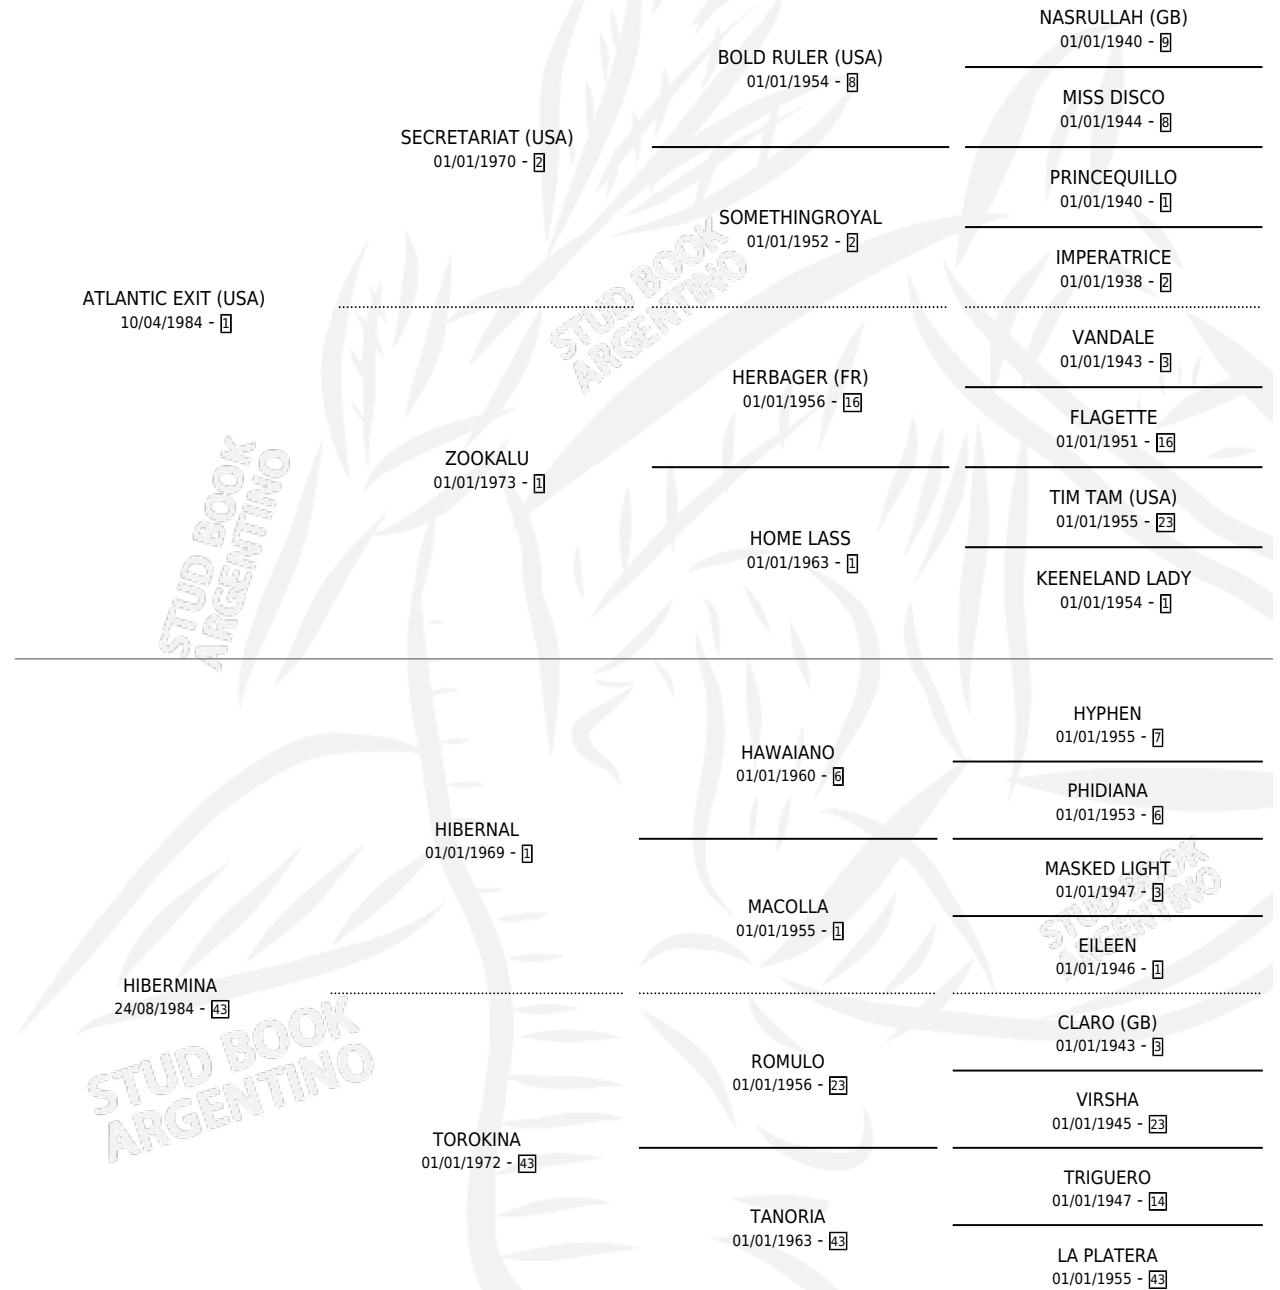 NASRULLAH (GB)
01/01/1940 - 9
BOLD RULER (USA)
01/01/1954 - 8
MISS DISCO
01/01/1944 - 8
SECRETARIAT (USA)
01/01/1970 - 2
PRINCEQUILLO
01/01/1940 - 1
SOMETHINGROYAL
01/01/1952 - 2
IMPERATRICE
01/01/1938 - 2
ATLANTIC EXIT (USA)
10/04/1984 - 1
VANDALE
01/01/1943 - 3
HERBAGER (FR)
01/01/1956 - 16
FLAGETTE
01/01/1951 - 16
ZOOKALU
01/01/1973 - 1
TIM TAM (USA)
01/01/1955 - 23
HOME LASS
01/01/1963 - 1
KEENELAND LADY
01/01/1954 - 1
HYPHEN
01/01/1955 - 7
HAWAIANO
01/01/1960 - 6
PHIDIANA
01/01/1953 - 6
HIBERNAL
01/01/1969 - 1
MASKED LIGHT
01/01/1947 - 3
MACOLLA
01/01/1955 - 1
EILEEN
01/01/1946 - 1
HIBERMINA
24/08/1984 - 43
CLARO (GB)
01/01/1943 - 3
ROMULO
01/01/1956 - 23
VIRSHA
01/01/1945 - 23
TOROKINA
01/01/1972 - 43
TRIGUERO
01/01/1947 - 14
TANORIA
01/01/1963 - 43
LA PLATERA
01/01/1955 - 43
STUD BOOK
ARGENTINO
STUD BOOK
ARGENTINO
STUD BOOK
ARGENTINO
STUD BOOK
ARGENTINO